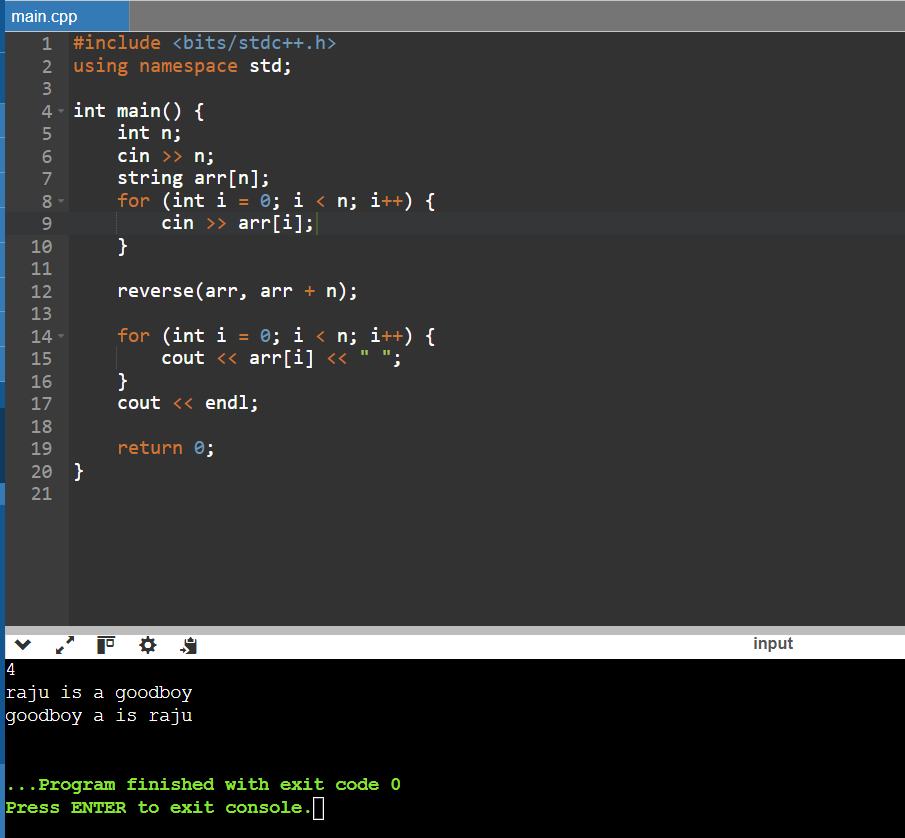 main.cpp
1 #include <bits/stdc++.h>
2 using namespace std;
3
4 int main() {
5     int n;
6     cin >> n;
7     string arr[n];
8     for (int i = 0; i < n; i++) {
9         cin >> arr[i];
10     }
11
12     reverse(arr, arr + n);
13
14     for (int i = 0; i < n; i++) {
15         cout << arr[i] << " ";
16     }
17     cout << endl;
18
19     return 0;
20 }
21
input
4
raju is a goodboy
goodboy a is raju
...Program finished with exit code 0
Press ENTER to exit console.